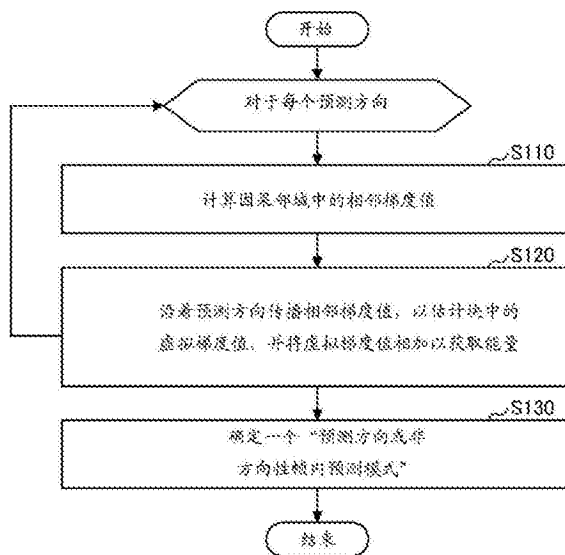 开始
对于每个预测方向
S110
计算因果邻域中的相邻梯度值
S120
沿着预测方向传播相邻梯度值，以估计块中的
虚拟梯度值，并将虚拟梯度值相加以获取能量
S130
确定一个“预测方向或非
方向性帧内预测模式”
结束